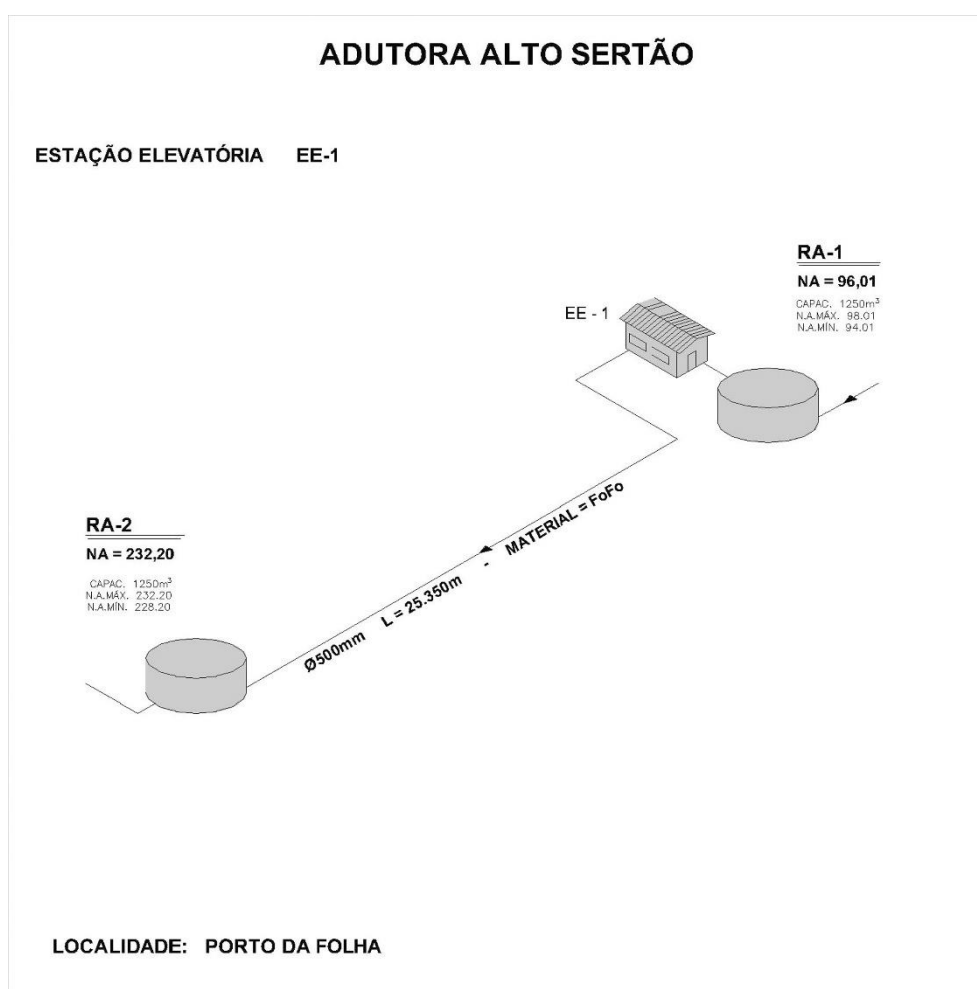 ADUTORA ALTO SERTÃO
ESTAÇÃO ELEVATÓRIA EE-1
RA-1
NA = 96,01
CAPAC. 1250m³
N.A.MÁX. 98.01
N.A.MÍN. 94.01
EE - 1
Ø500mm L = 25.350m - MATERIAL = FoFo
RA-2
NA = 232,20
CAPAC. 1250m³
N.A.MÁX. 232.20
N.A.MÍN. 228.20
LOCALIDADE: PORTO DA FOLHA